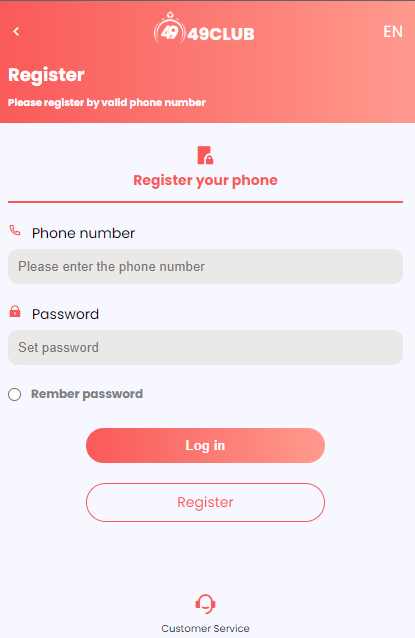 49 49CLUB
EN
Register
Please register by valid phone number
Register your phone
Phone number
Please enter the phone number
Password
Set password
Rember password
Log in
Register
Customer Service